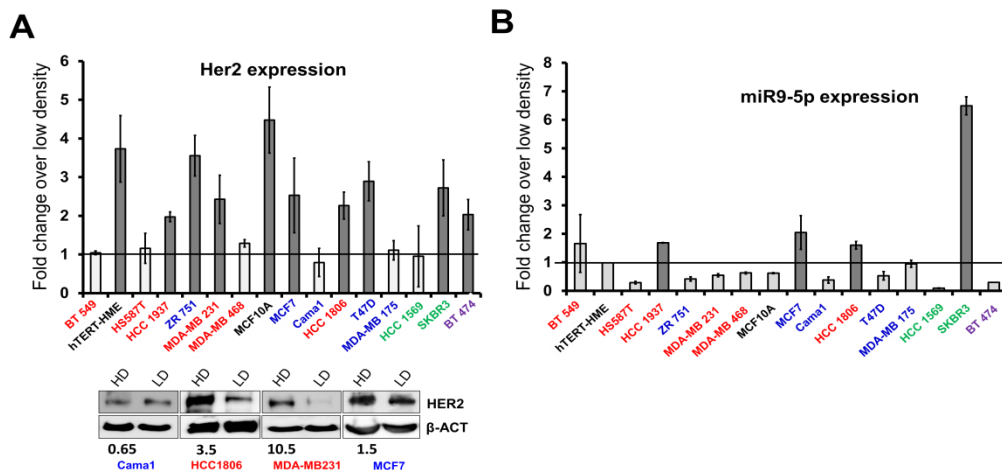 A
Her2 expression
Fold change over low density
6
5
4
3
2
1
0
BT 549
hTERT-HME
HS587T
HCC 1937
ZR 751
MDA-MB 231
MDA-MB 468
MCF10A
MCF7
Cama1
HCC 1806
T47D
MDA-MB 175
HCC 1569
SKBR3
BT 474
HD LD HD LD HD LD HD LD
HER2
β-ACT
0.65 3.5 10.5 1.5
Cama1 HCC1806 MDA-MB231 MCF7
B
miR9-5p expression
Fold change over low density
8
7
6
5
4
3
2
1
0
BT 549
hTERT-HME
HS587T
HCC 1937
ZR 751
MDA-MB 231
MDA-MB 468
MCF10A
MCF7
Cama1
HCC 1806
T47D
MDA-MB 175
HCC 1569
SKBR3
BT 474